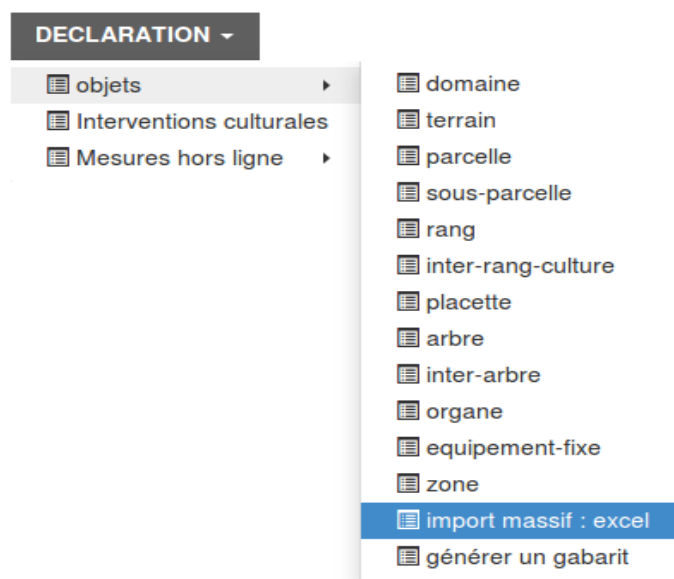 DECLARATION
objets
Interventions culturales
Mesures hors ligne
domaine
terrain
parcelle
sous-parcelle
rang
inter-rang-culture
placette
arbre
inter-arbre
organe
equipement-fixe
zone
import massif : excel
générer un gabarit